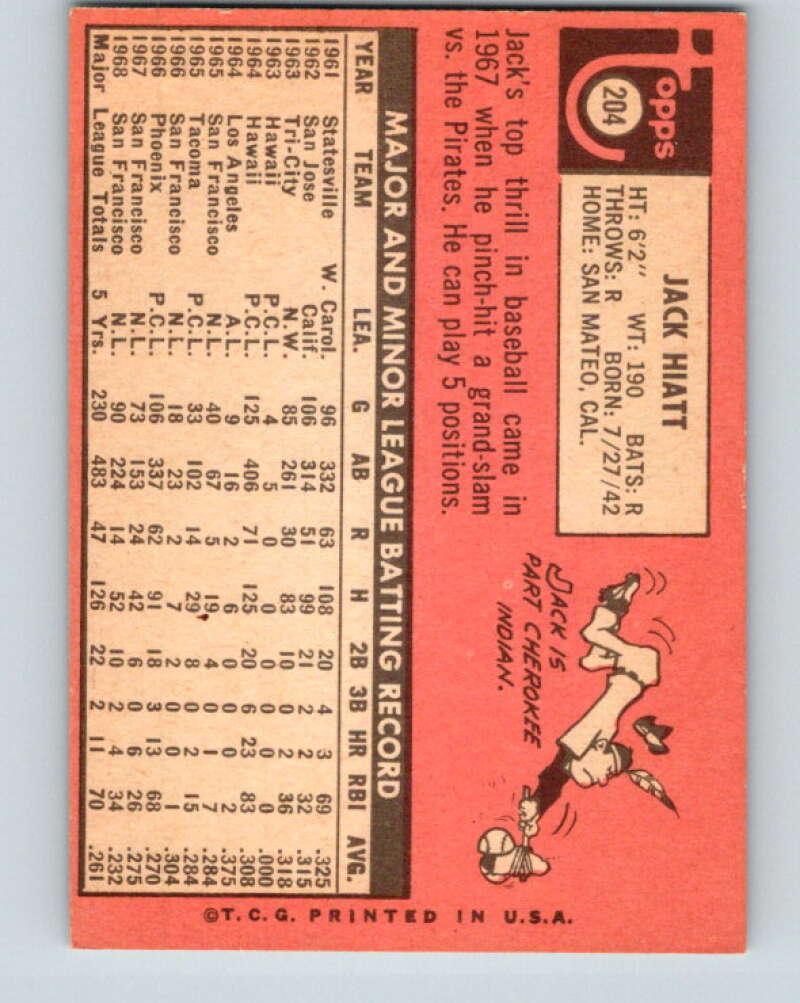 Topps
204
JACK HIATT
HT: 6'2" WT: 190 BATS: R
THROWS: R BORN: 7/27/42
HOME: SAN MATEO, CAL.
Jack's top thrill in baseball came in
1967 when he pinch-hit a grand-slam
vs. the Pirates. He can play 5 positions.
JACK IS
PART CHEROKEE
INDIAN.
MAJOR AND MINOR LEAGUE BATTING RECORD
YEAR TEAM LEA. G AB R H 2B 3B HR RBI AVG.
1961 Statesville W. Carol. 96 332 63 108 20 4 3 69 .325
1962 San Jose Calif. 106 314 51 99 21 2 2 32 .315
1963 Tri-City N.W. 85 261 30 83 10 0 2 36 .318
1963 Hawaii P.C.L. 4 5 0 0 0 0 0 0 .000
1964 Hawaii P.C.L. 125 406 71 125 20 6 23 83 .308
1964 Los Angeles A.L. 9 16 2 6 0 0 0 2 .375
1965 San Francisco N.L. 40 67 5 19 4 0 1 7 .284
1965 Tacoma P.C.L. 33 102 14 29 8 0 2 15 .284
1966 San Francisco N.L. 18 23 2 7 2 0 0 1 .304
1966 Phoenix P.C.L. 106 337 62 91 18 3 13 68 .270
1967 San Francisco N.L. 73 153 24 42 6 0 6 26 .275
1968 San Francisco N.L. 90 224 14 52 10 2 4 34 .232
Major League Totals 5 Yrs. 230 483 47 126 22 2 11 70 .261
©T.C.G. PRINTED IN U.S.A.